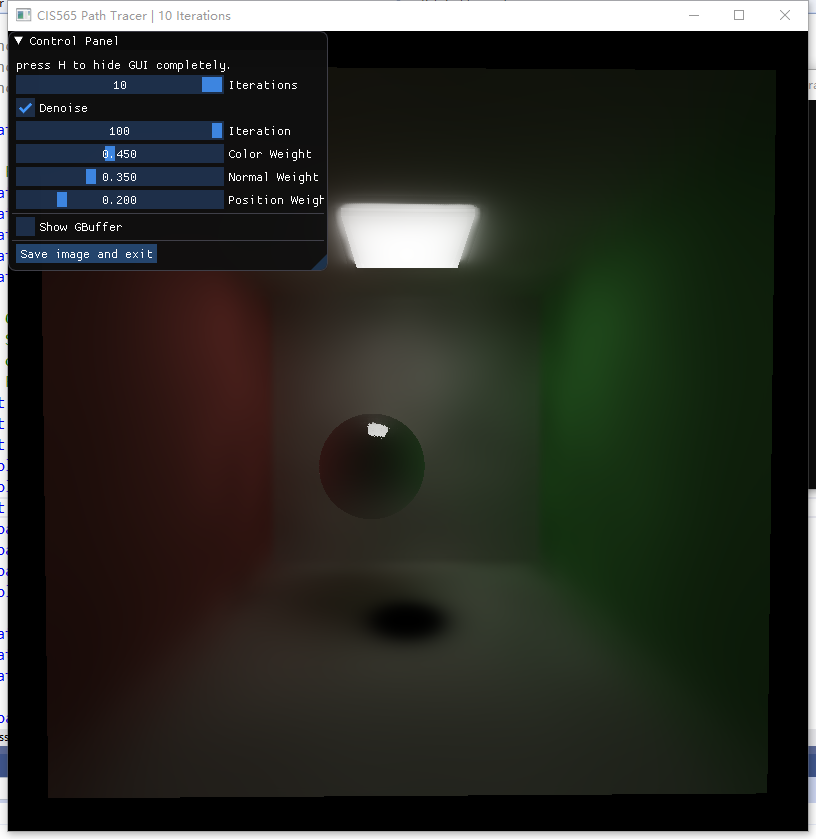 CIS565 Path Tracer | 10 Iterations
Control Panel
press H to hide GUI completely.
10 Iterations
Denoise
100 Iteration
0.450 Color Weight
0.350 Normal Weight
0.200 Position Weigh
Show GBuffer
Save image and exit